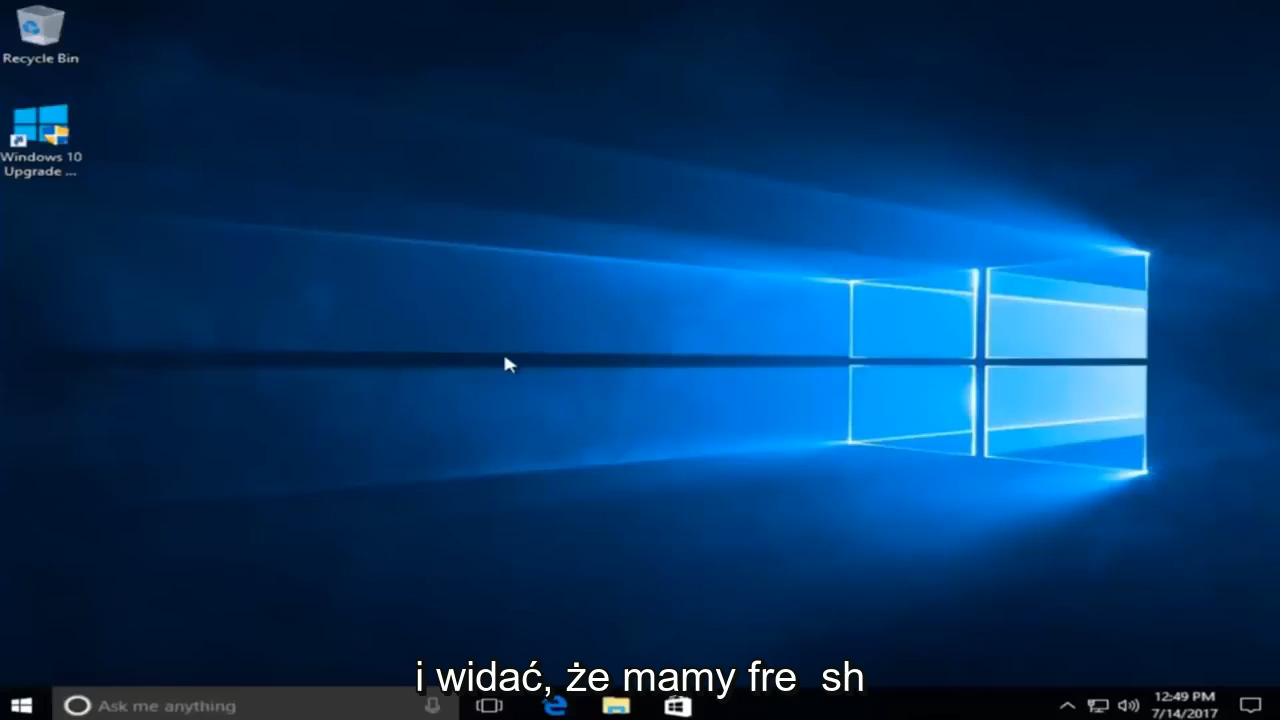 Recycle Bin
Windows 10
Upgrade ...
i widać, że mamy fre  sh
Ask me anything
12:49 PM
7/14/2017